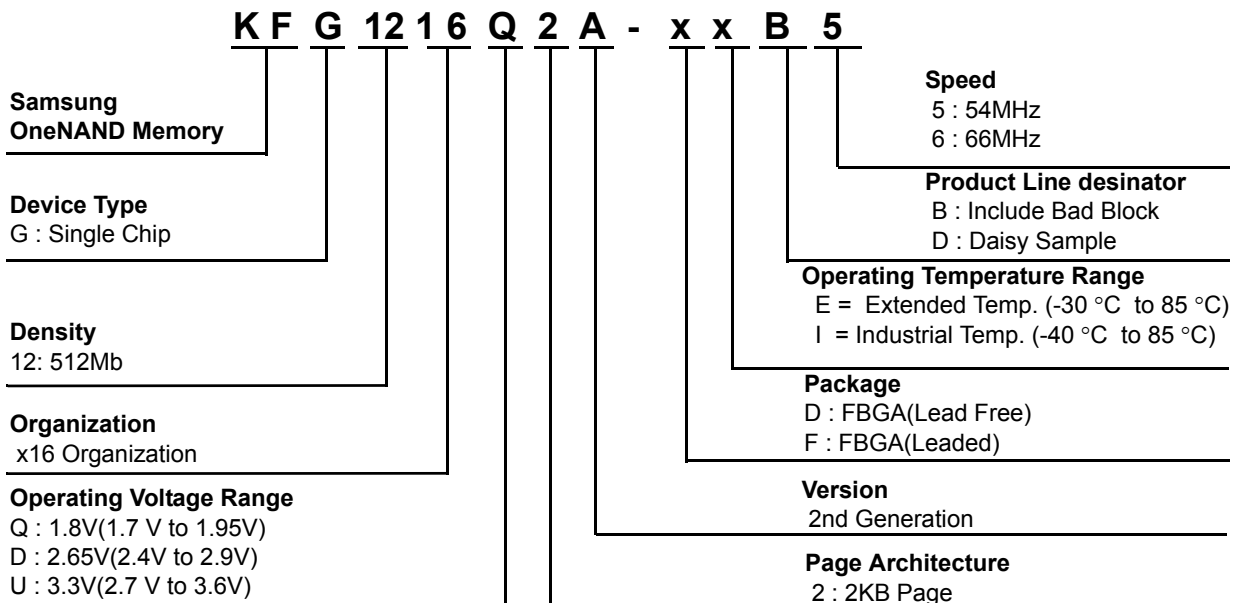 K F G 12 1 6 Q 2 A - x x B 5
Samsung
OneNAND Memory
Device Type
G : Single Chip
Density
12: 512Mb
Organization
x16 Organization
Operating Voltage Range
Q : 1.8V(1.7 V to 1.95V)
D : 2.65V(2.4V to 2.9V)
U : 3.3V(2.7 V to 3.6V)
Speed
5 : 54MHz
6 : 66MHz
Product Line desinator
B : Include Bad Block
D : Daisy Sample
Operating Temperature Range
E = Extended Temp. (-30 °C to 85 °C)
I = Industrial Temp. (-40 °C to 85 °C)
Package
D : FBGA(Lead Free)
F : FBGA(Leaded)
Version
2nd Generation
Page Architecture
2 : 2KB Page